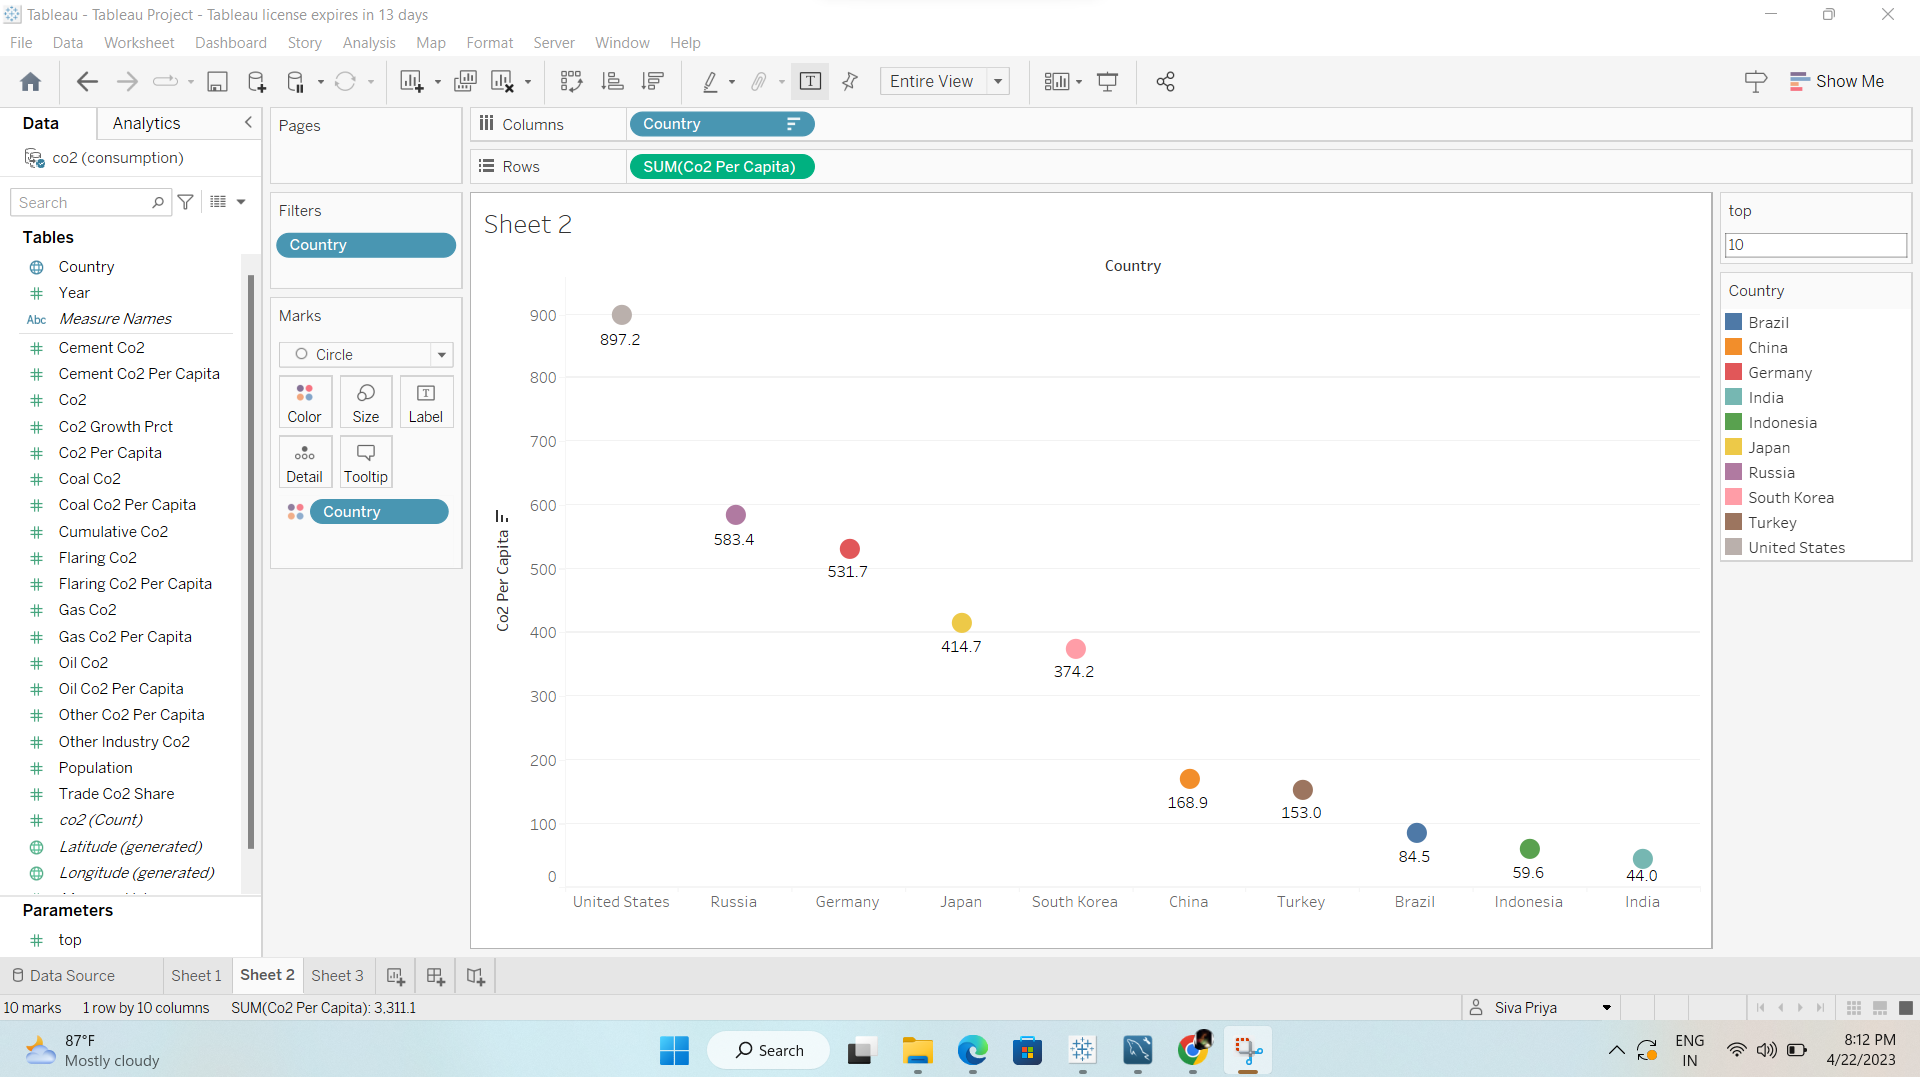 Tableau - Tableau Project - Tableau license expires in 13 days
File Data Worksheet Dashboard Story Analysis Map Format Server Window Help
Entire View
Show Me
Data
Analytics
co2 (consumption)
Search
Tables
Country
Year
Abc Measure Names
Cement Co2
Cement Co2 Per Capita
Co2
Co2 Growth Prct
Co2 Per Capita
Coal Co2
Coal Co2 Per Capita
Cumulative Co2
Flaring Co2
Flaring Co2 Per Capita
Gas Co2
Gas Co2 Per Capita
Oil Co2
Oil Co2 Per Capita
Other Co2 Per Capita
Other Industry Co2
Population
Trade Co2 Share
co2 (Count)
Latitude (generated)
Longitude (generated)
Parameters
top
Pages
Filters
Country
Marks
Circle
Color Size Label
Detail Tooltip
Country
Columns Country
Rows SUM(Co2 Per Capita)
Sheet 2
Country
Co2 Per Capita
900
800
700
600
500
400
300
200
100
0
897.2
583.4
531.7
414.7
374.2
168.9
153.0
84.5
59.6
44.0
United States Russia Germany Japan South Korea China Turkey Brazil Indonesia India
top
10
Country
Brazil
China
Germany
India
Indonesia
Japan
Russia
South Korea
Turkey
United States
Data Source Sheet 1 Sheet 2 Sheet 3
10 marks 1 row by 10 columns SUM(Co2 Per Capita): 3,311.1
Siva Priya
87°F
Mostly cloudy
Search
ENG
IN
8:12 PM
4/22/2023